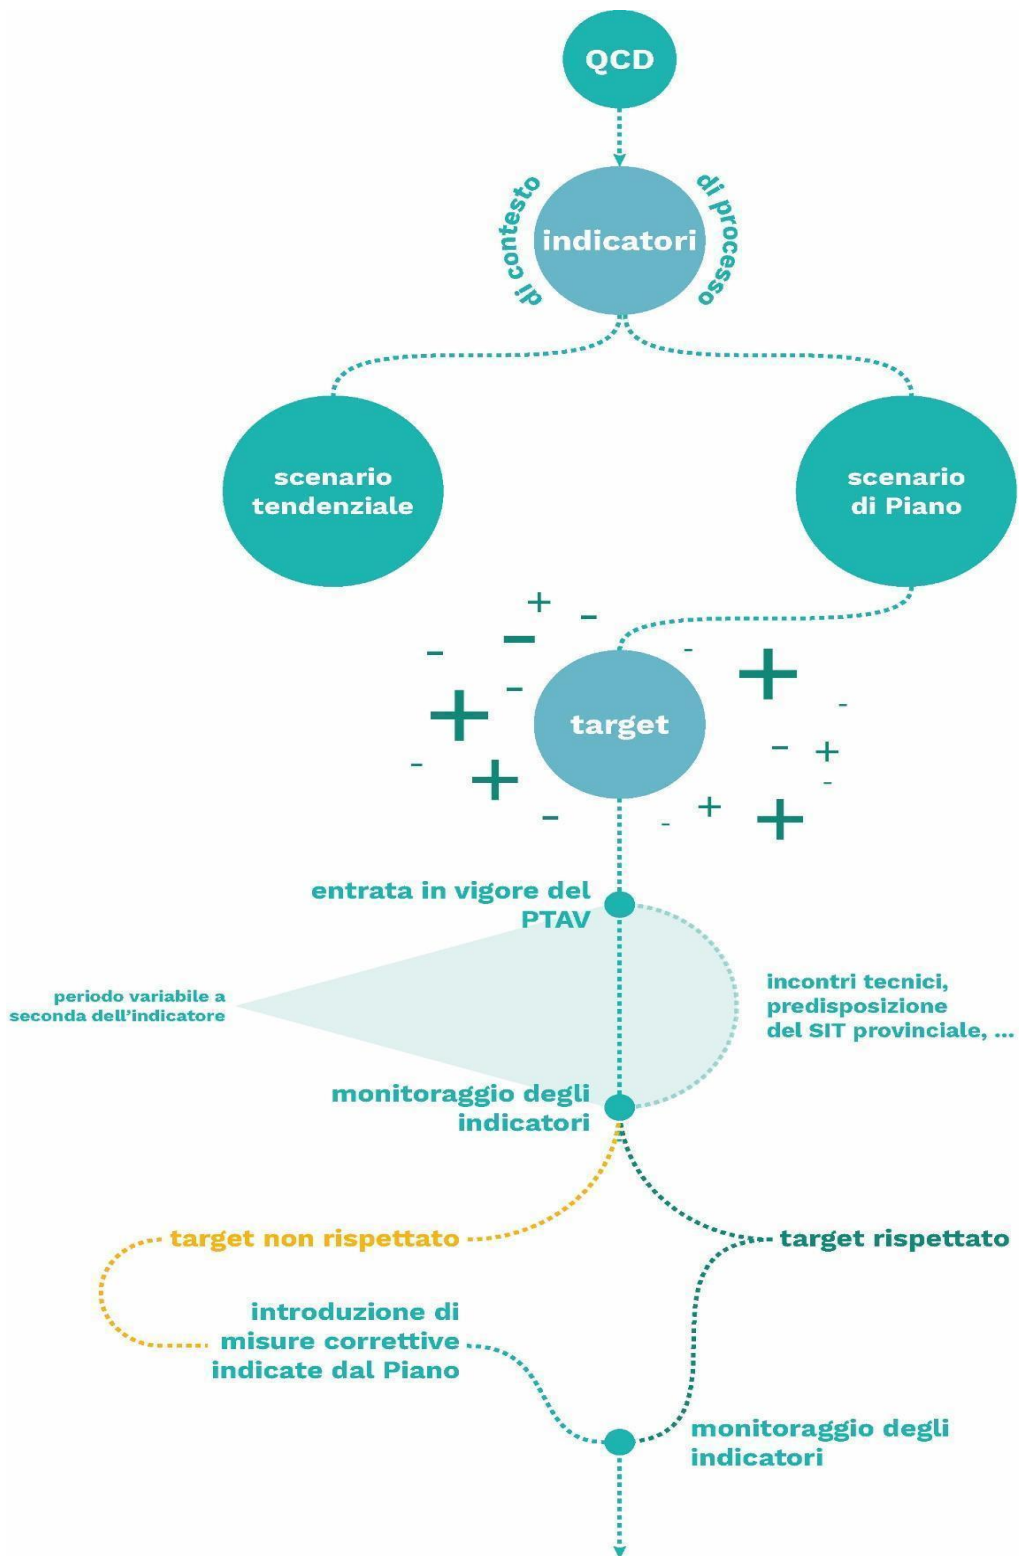 QCD
di contesto
indicatori
di processo
scenario
tendenziale
scenario
di Piano
target
entrata in vigore del
PTAV
periodo variabile a
seconda dell'indicatore
incontri tecnici,
predisposizione
del SIT provinciale, ...
monitoraggio degli
indicatori
target non rispettato
target rispettato
introduzione di
misure correttive
indicate dal Piano
monitoraggio degli
indicatori